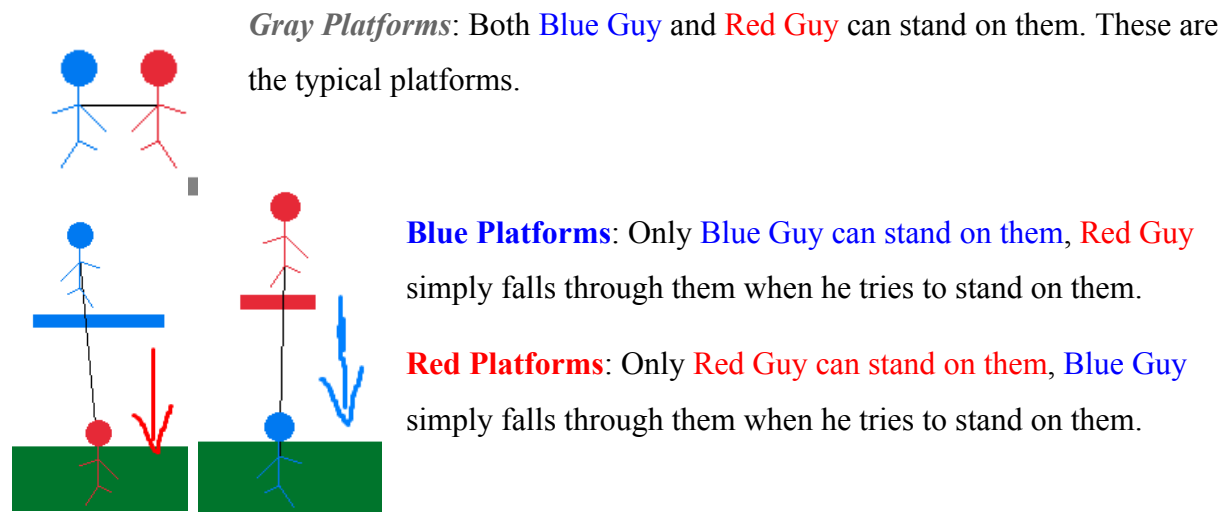 Gray Platforms: Both Blue Guy and Red Guy can stand on them. These are
the typical platforms.
Blue Platforms: Only Blue Guy can stand on them, Red Guy
simply falls through them when he tries to stand on them.
Red Platforms: Only Red Guy can stand on them, Blue Guy
simply falls through them when he tries to stand on them.